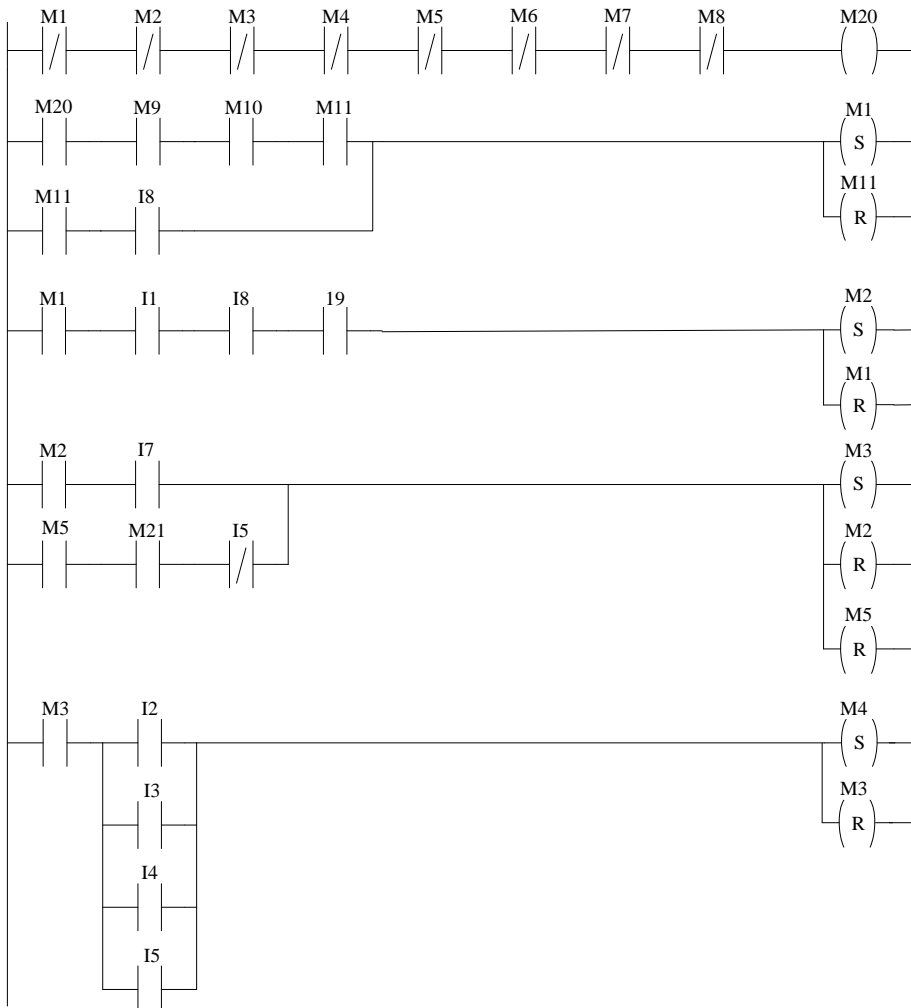 M1 M2 M3 M4 M5 M6 M7 M8 M20
M20 M9 M10 M11 M1
S
M11 I8 M11
R
M1 I1 I8 19 M2
S
M1
R
M2 I7 M3
S
M5 M21 I5 M2
R
M5
R
M3 I2 M4
S
I3 M3
R
I4
I5